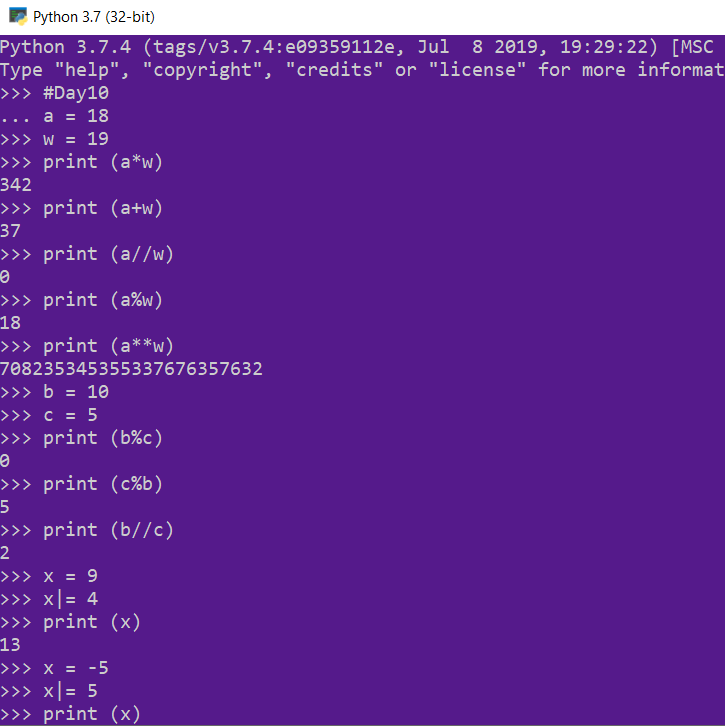 Python 3.7 (32-bit)
Python 3.7.4 (tags/v3.7.4:e09359112e, Jul  8 2019, 19:29:22) [MSC
Type "help", "copyright", "credits" or "license" for more informat
>>> #Day10
... a = 18
>>> w = 19
>>> print (a*w)
342
>>> print (a+w)
37
>>> print (a//w)
0
>>> print (a%w)
18
>>> print (a**w)
708235345355337676357632
>>> b = 10
>>> c = 5
>>> print (b%c)
0
>>> print (c%b)
5
>>> print (b//c)
2
>>> x = 9
>>> x|= 4
>>> print (x)
13
>>> x = -5
>>> x|= 5
>>> print (x)